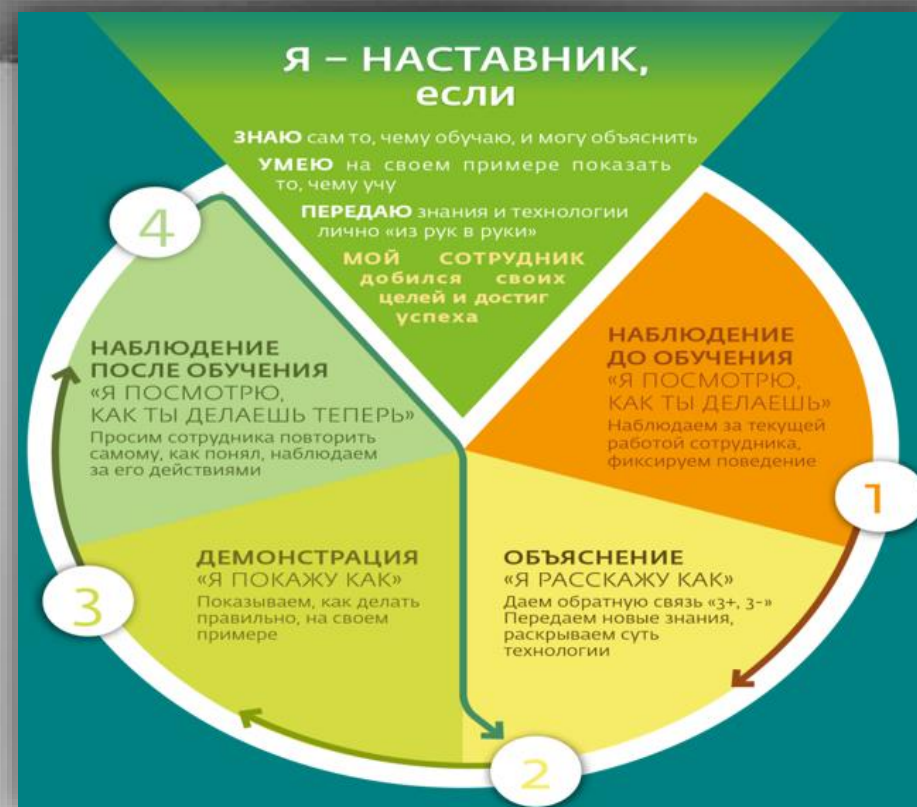 Я – НАСТАВНИК,
если
ЗНАЮ сам то, чему обучаю, и могу объяснить
УМЕЮ на своем примере показать
то, чему учу
ПЕРЕДАЮ знания и технологии
лично «из рук в руки»
МОЙ СОТРУДНИК
добился своих
целей и достиг
успеха
1
НАБЛЮДЕНИЕ
ДО ОБУЧЕНИЯ
«Я ПОСМОТРЮ,
КАК ТЫ ДЕЛАЕШЬ»
Наблюдаем за текущей
работой сотрудника,
фиксируем поведение
2
ОБЪЯСНЕНИЕ
«Я РАССКАЖУ КАК»
Даем обратную связь «3+, 3-»
Передаем новые знания,
раскрываем суть
технологии
3
ДЕМОНСТРАЦИЯ
«Я ПОКАЖУ КАК»
Показываем, как делать
правильно, на своем
примере
4
НАБЛЮДЕНИЕ
ПОСЛЕ ОБУЧЕНИЯ
«Я ПОСМОТРЮ,
КАК ТЫ ДЕЛАЕШЬ ТЕПЕРЬ»
Просим сотрудника повторить
самому, как понял, наблюдаем
за его действиями